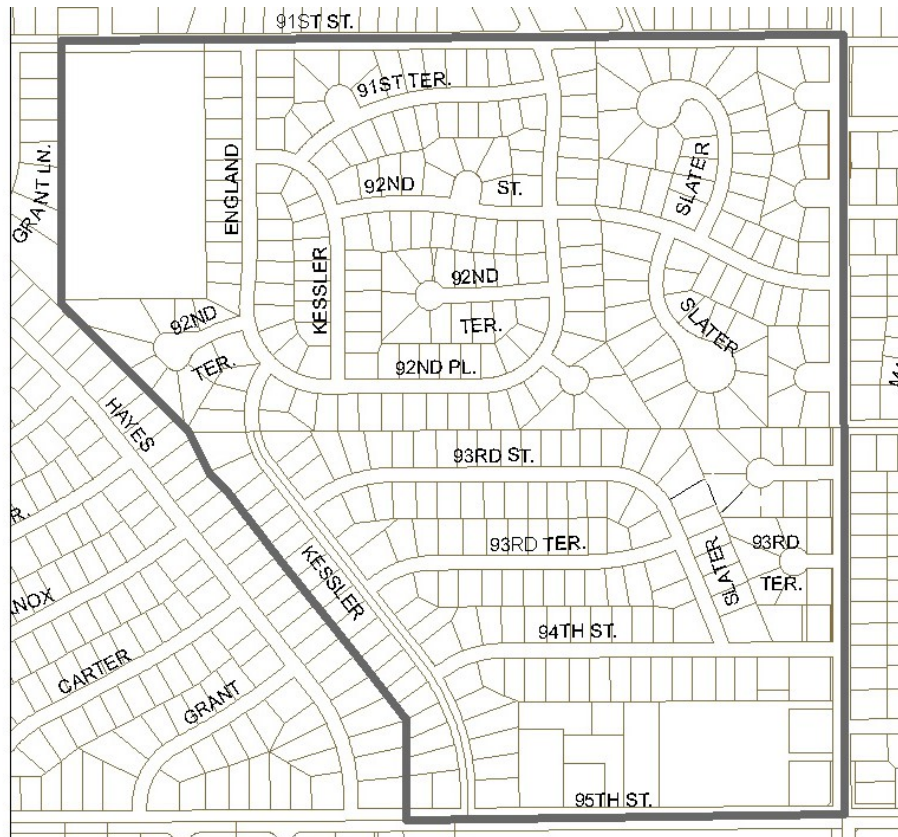 91ST ST.
91ST TER.
GRANT LN.
ENGLAND
SLATER
92ND ST.
KESSLER
92ND
TER.
SLATER
92ND
TER.
92ND PL.
HAYES
93RD ST.
93RD TER.
93RD
TER.
SLATER
KESSLER
R.
94TH ST.
CARTER
GRANT
95TH ST.